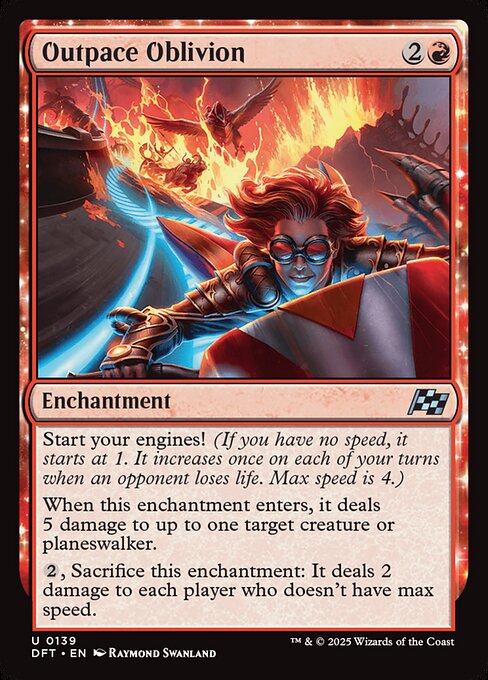 Outpace Oblivion 2
Enchantment
Start your engines! (If you have no speed, it
starts at 1. It increases once on each of your turns
when an opponent loses life. Max speed is 4.)
When this enchantment enters, it deals
5 damage to up to one target creature or
planeswalker.
2, Sacrifice this enchantment: It deals 2
damage to each player who doesn't have max
speed.
U 0139
DFT • EN Raymond Swanland
™ & © 2025 Wizards of the Coast